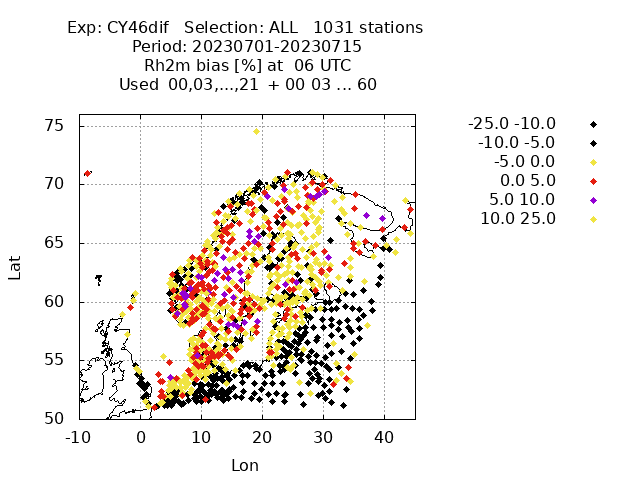 Exp: CY46dif   Selection: ALL   1031 stations
Period: 20230701-20230715
Rh2m bias [%] at  06 UTC
Used  00,03,...,21  + 00 03 ... 60
-25.0 -10.0
-10.0 -5.0
-5.0 0.0
0.0 5.0
5.0 10.0
10.0 25.0
75
70
65
60
55
50
Lat
-10 0 10 20 30 40
Lon